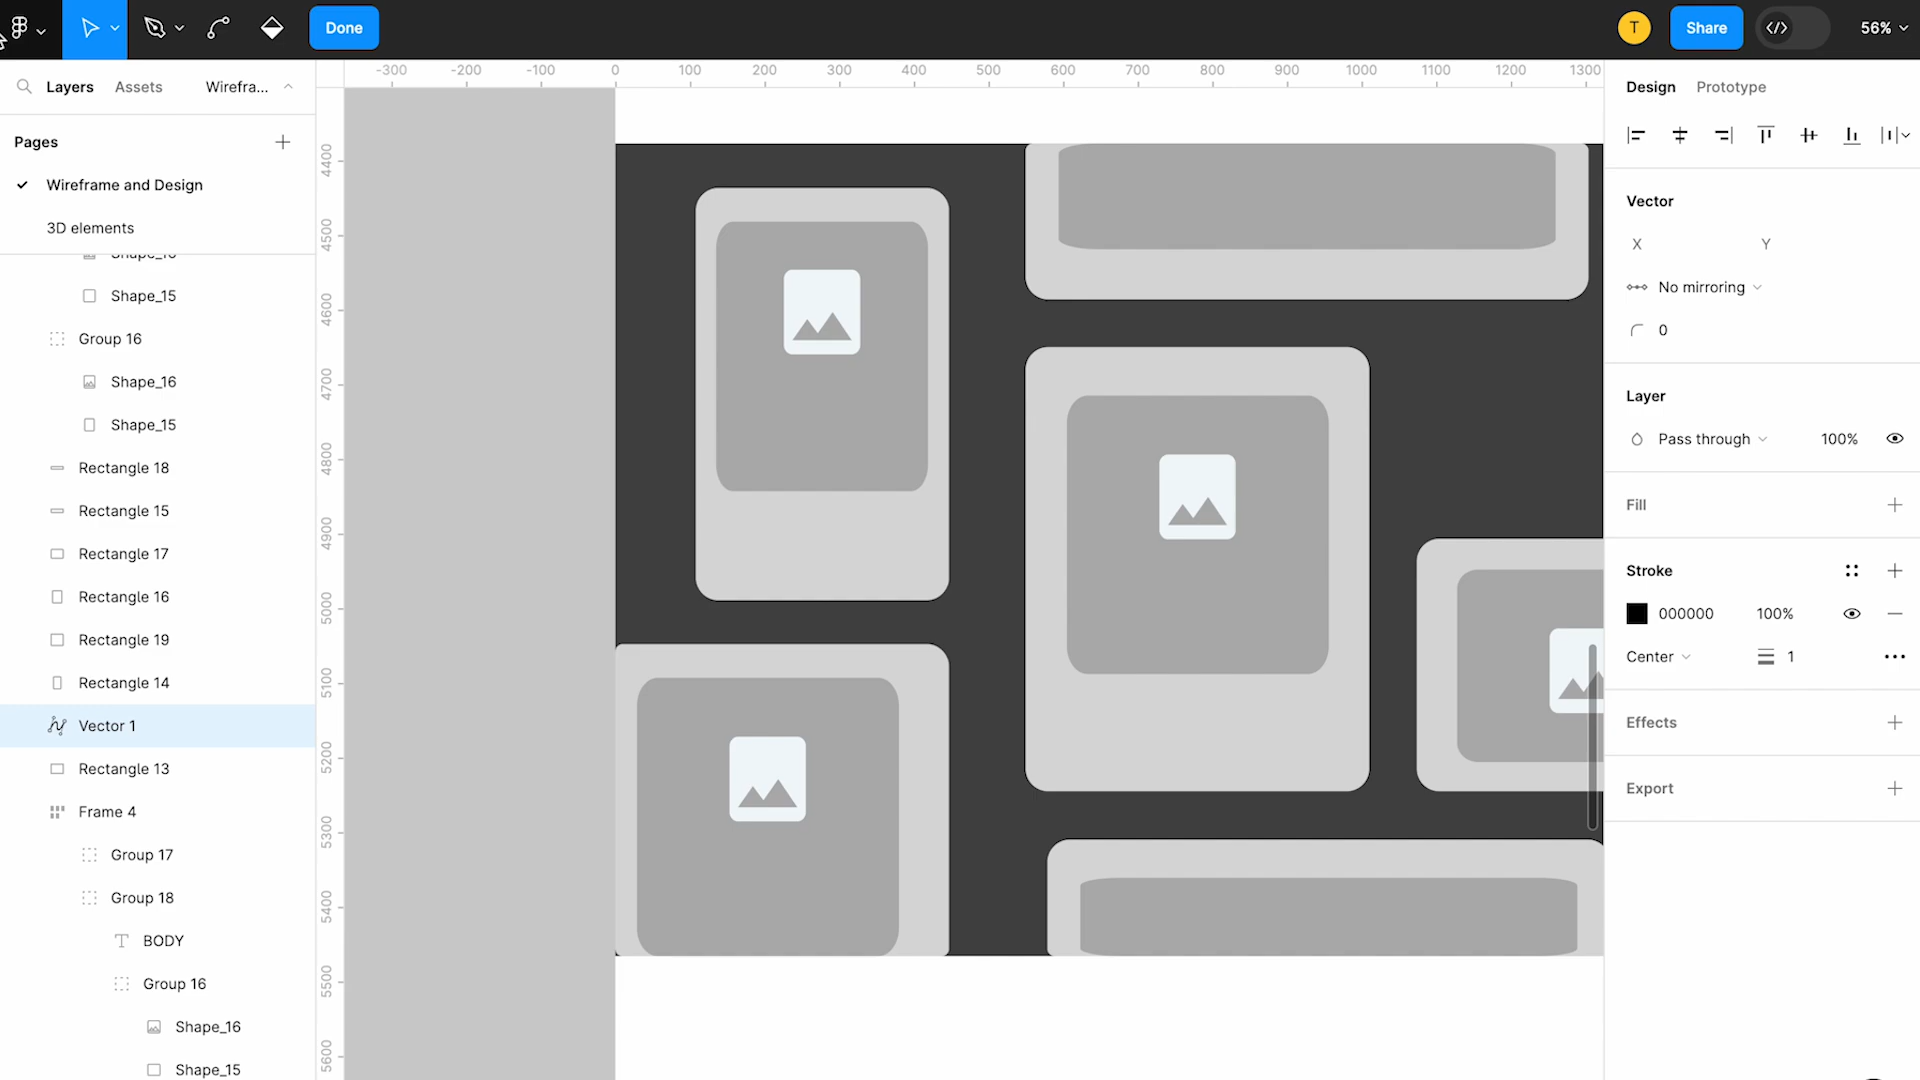 Done
T
Share
56%
Layers
Assets
Wirefra...
-300
-200
-100
0
100
200
300
400
500
600
700
800
900
1000
1100
1200
1300
Design
Prototype
Pages
Wireframe and Design
3D elements
Shape_15
Group 16
Shape_16
Shape_15
Rectangle 18
Rectangle 15
Rectangle 17
Rectangle 16
Rectangle 19
Rectangle 14
Vector 1
Rectangle 13
Frame 4
Group 17
Group 18
T BODY
Group 16
Shape_16
Shape_15
4400
4500
4600
4700
4800
4900
5000
5100
5200
5300
5400
5500
5600
Vector
X
Y
No mirroring
0
Layer
Pass through
100%
Fill
Stroke
000000
100%
Center
1
Effects
Export